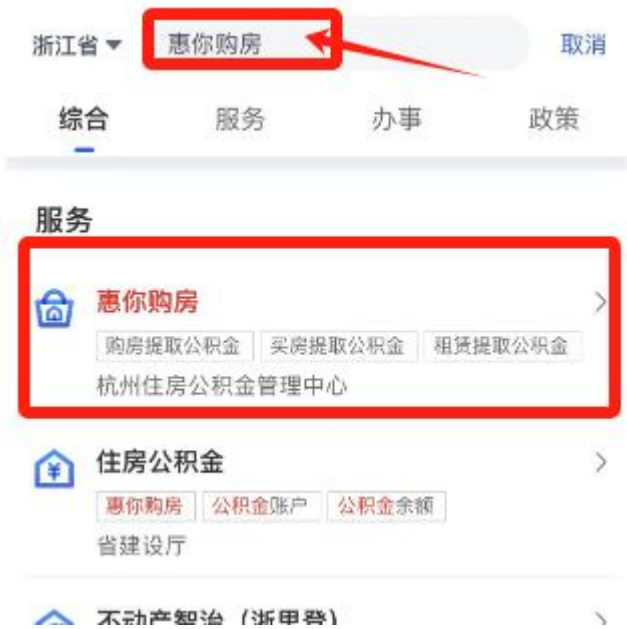 浙江省 惠你购房 取消
综合 服务 办事 政策
服务
惠你购房
购房提取公积金 买房提取公积金 租赁提取公积金
杭州住房公积金管理中心
住房公积金
惠你购房 公积金账户 公积金余额
省建设厅
不动产智治（浙里登）